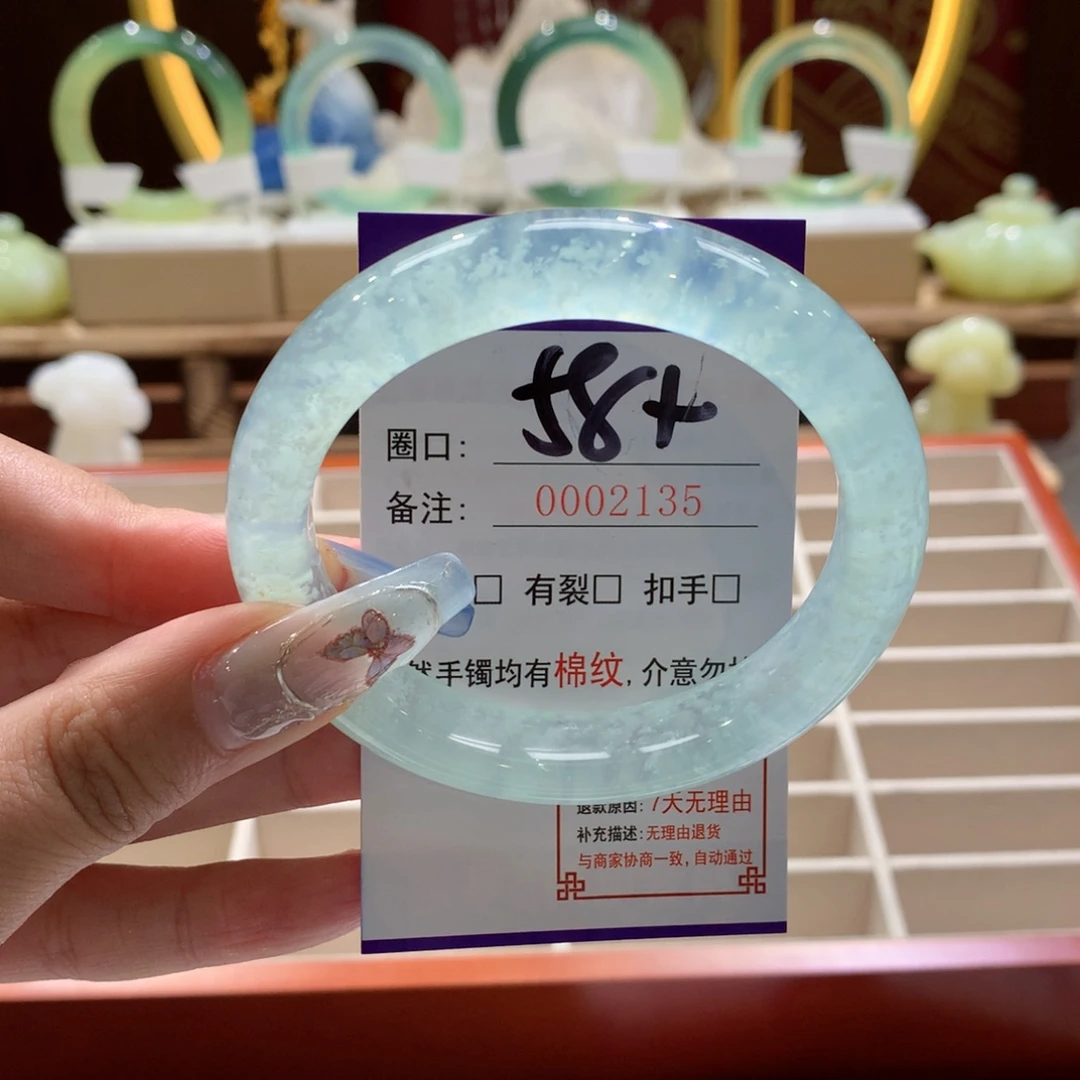 圈口: 58+
备注: 0002135
□ 有裂□ 扣手□
手镯均有棉纹, 介意勿
退款原因: 7天无理由
补充描述: 无理由退货
与商家协商一致, 自动通过